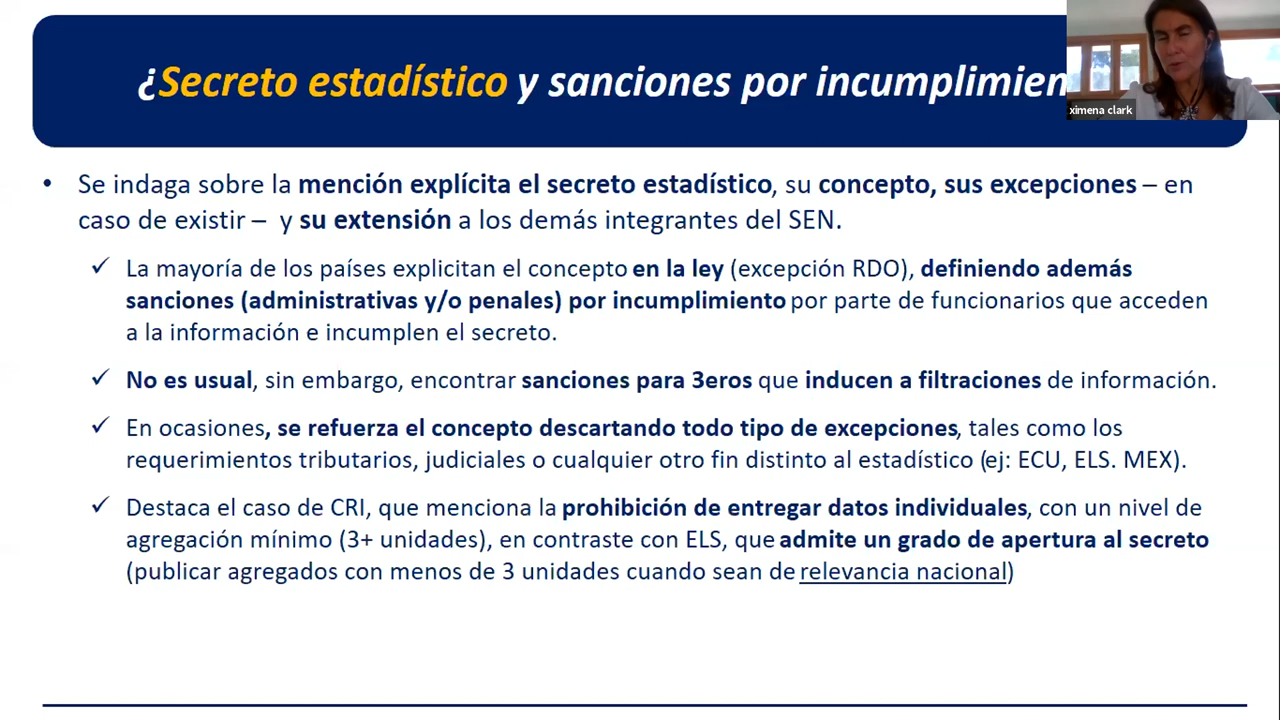 ¿Secreto estadístico y sanciones por incumplimien
ximena clark
• Se indaga sobre la mención explícita el secreto estadístico, su concepto, sus excepciones – en
caso de existir – y su extensión a los demás integrantes del SEN.
✓ La mayoría de los países explicitan el concepto en la ley (excepción RDO), definiendo además
sanciones (administrativas y/o penales) por incumplimiento por parte de funcionarios que acceden
a la información e incumplen el secreto.
✓ No es usual, sin embargo, encontrar sanciones para 3eros que inducen a filtraciones de información.
✓ En ocasiones, se refuerza el concepto descartando todo tipo de excepciones, tales como los
requerimientos tributarios, judiciales o cualquier otro fin distinto al estadístico (ej: ECU, ELS. MEX).
✓ Destaca el caso de CRI, que menciona la prohibición de entregar datos individuales, con un nivel de
agregación mínimo (3+ unidades), en contraste con ELS, que admite un grado de apertura al secreto
(publicar agregados con menos de 3 unidades cuando sean de relevancia nacional)